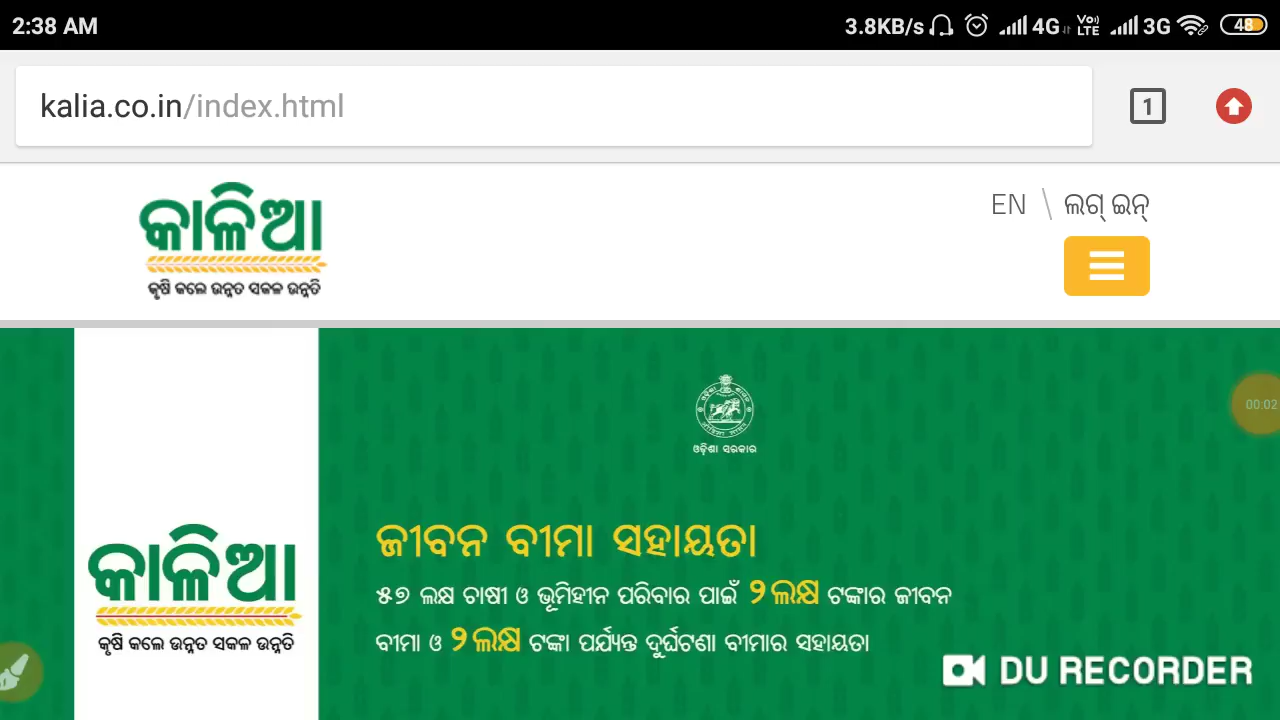 2:38 AM 3.8KB/s 4G Vo)) LTE 3G 48
kalia.co.in/index.html 1
କାଳିଆ
କୃଷି କଲେ ଉନ୍ନତ ସକଳ ଉନ୍ନତି
EN \ ଲଗ୍ ଇନ୍
ଓଡ଼ିଶା ସରକାର
00:02
କାଳିଆ
କୃଷି କଲେ ଉନ୍ନତ ସକଳ ଉନ୍ନତି
ଜୀବନ ବୀମା ସହାୟତା
୫୭ ଲକ୍ଷ ଚାଷୀ ଓ ଭୂମିହୀନ ପରିବାର ପାଇଁ ୨ ଲକ୍ଷ ଟଙ୍କାର ଜୀବନ
ବୀମା ଓ ୨ ଲକ୍ଷ ଟଙ୍କା ପର୍ଯ୍ୟନ୍ତ ଦୁର୍ଘଟଣା ବୀମାର ସହାୟତା
DU RECORDER